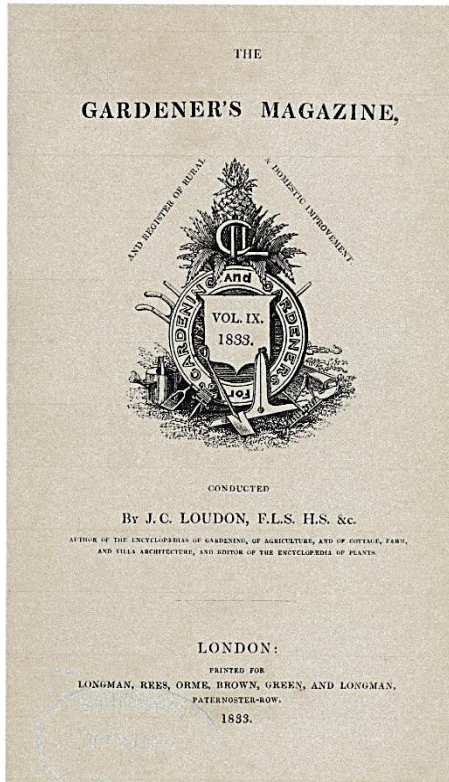 THE
GARDENER'S MAGAZINE,
AND REGISTER OF RURAL & DOMESTIC IMPROVEMENT
FOR GARDENING And GARDENERS
VOL. IX.
1833.
CONDUCTED
By J. C. LOUDON, F.L.S. H.S. &c.
AUTHOR OF THE ENCYCLOPÆDIAS OF GARDENING, OF AGRICULTURE, AND OF COTTAGE, FARM,
AND VILLA ARCHITECTURE, AND EDITOR OF THE ENCYCLOPÆDIA OF PLANTS.
LONDON:
PRINTED FOR
LONGMAN, REES, ORME, BROWN, GREEN, AND LONGMAN,
PATERNOSTER-ROW.
1833.